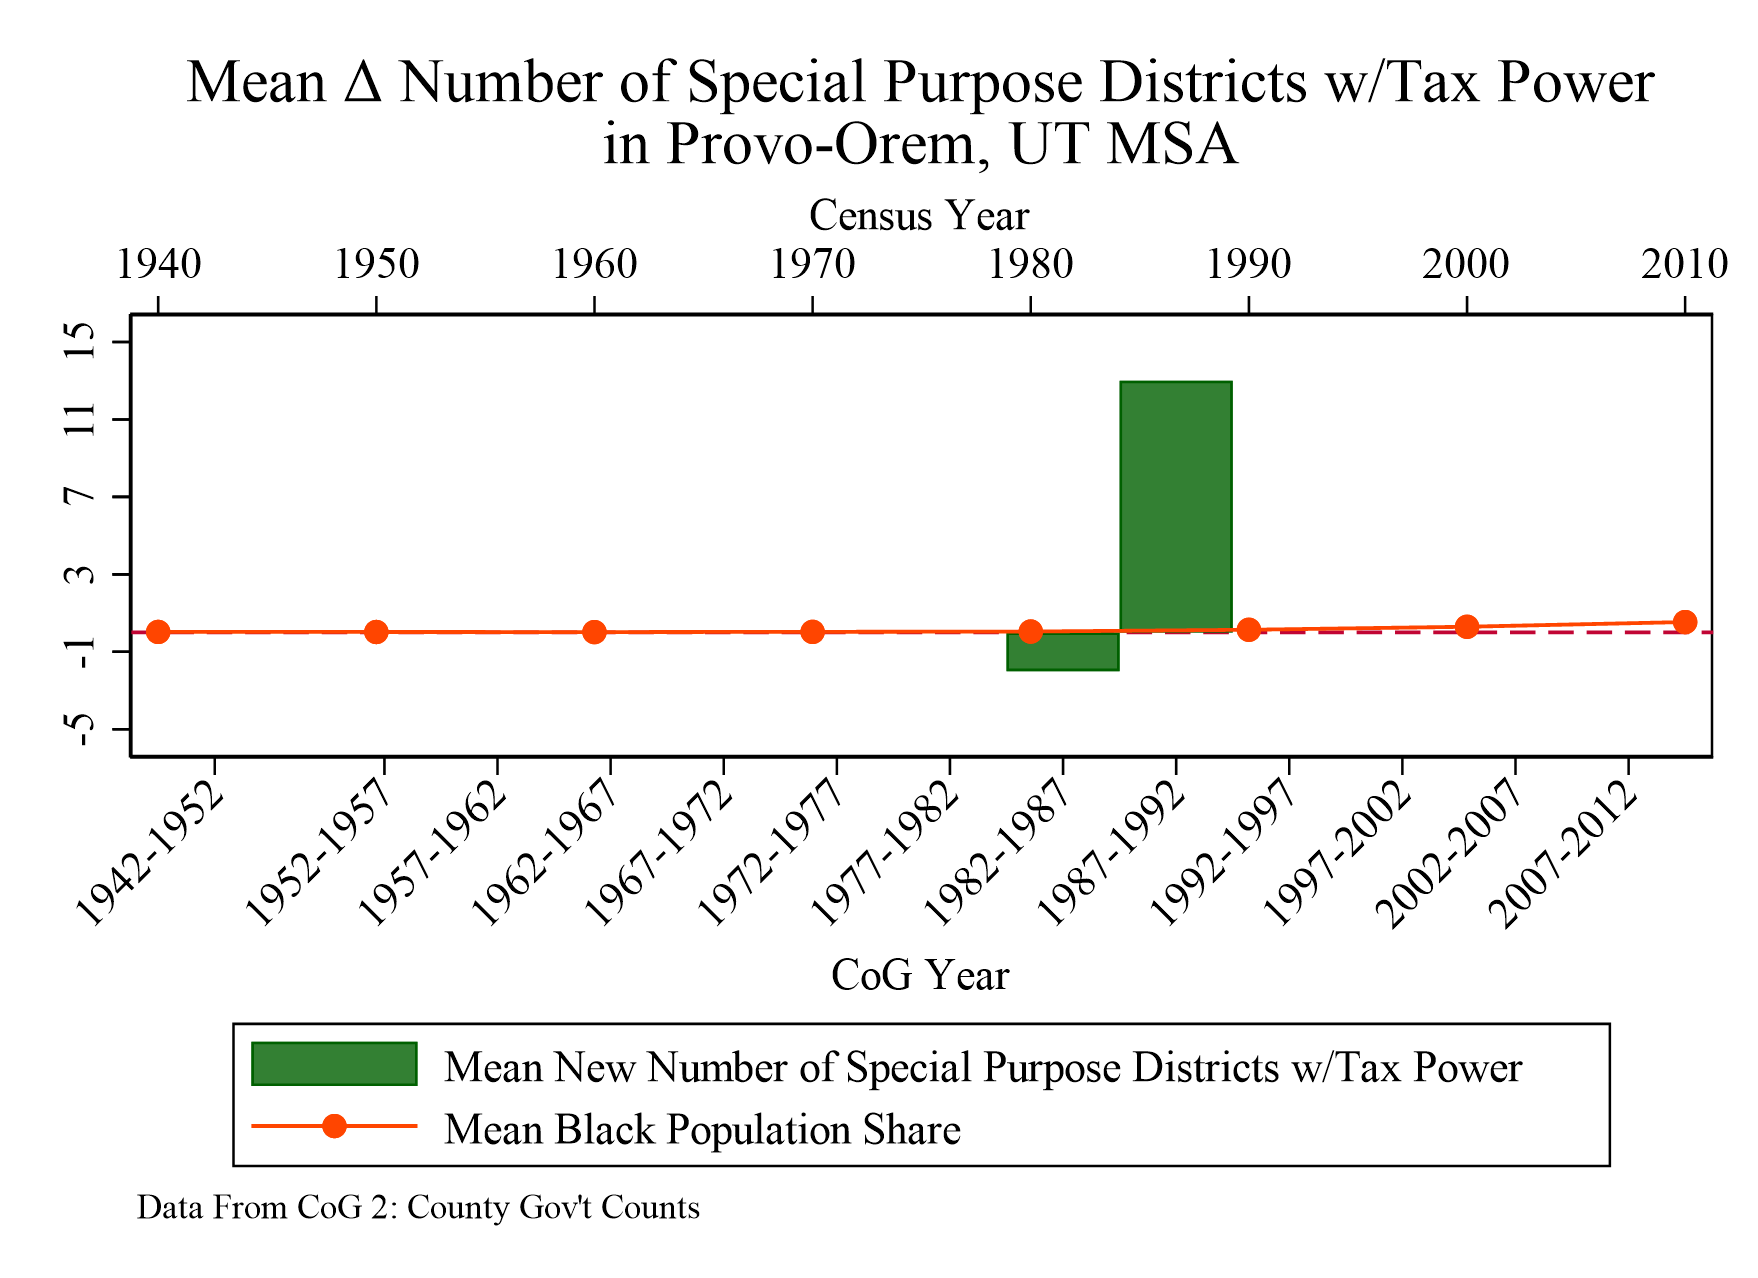 Mean Δ Number of Special Purpose Districts w/Tax Power
in Provo-Orem, UT MSA
Census Year
1940 1950 1960 1970 1980 1990 2000 2010
15
11
7
3
-1
-5
1942-1952 1952-1957 1957-1962 1962-1967 1967-1972 1972-1977 1977-1982 1982-1987 1987-1992 1992-1997 1997-2002 2002-2007 2007-2012
CoG Year
Mean New Number of Special Purpose Districts w/Tax Power
Mean Black Population Share
Data From CoG 2: County Gov't Counts